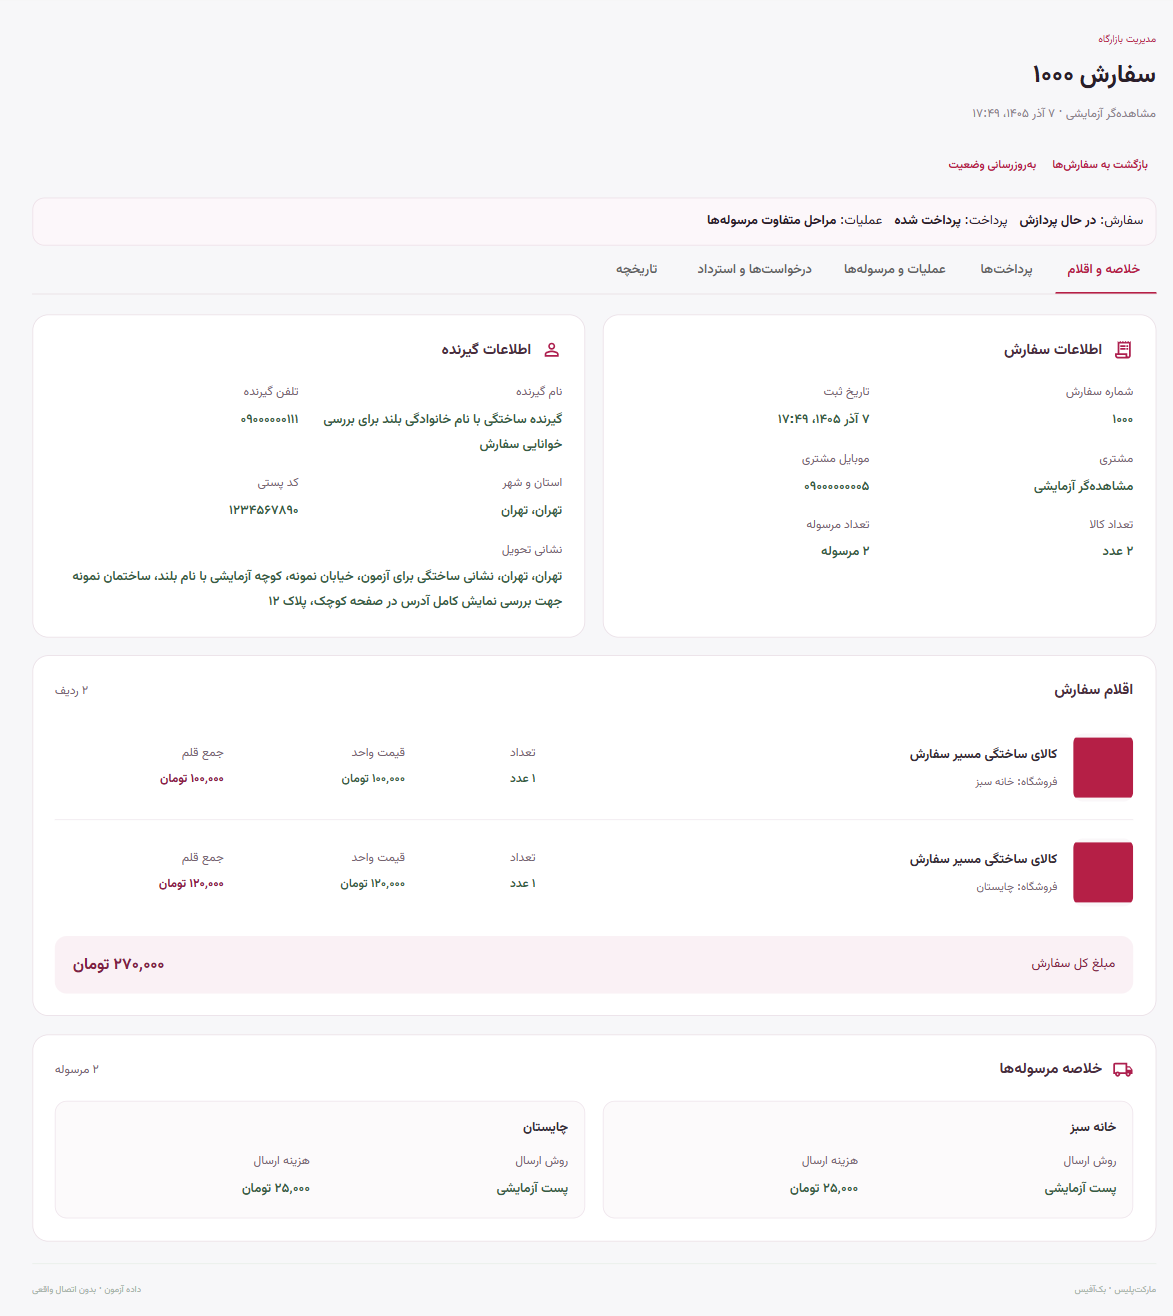 مدیریت بازارگاه
سفارش ۱۰۰۰
مشاهده‌گر آزمایشی · ۷ آذر ۱۴۰۵، ۱۷:۴۹
بازگشت به سفارش‌ها به‌روزرسانی وضعیت
سفارش: در حال پردازش پرداخت: پرداخت شده عملیات: مراحل متفاوت مرسوله‌ها
خلاصه و اقلام پرداخت‌ها عملیات و مرسوله‌ها درخواست‌ها و استرداد تاریخچه
اطلاعات سفارش
شماره سفارش تاریخ ثبت
۱۰۰۰ ۷ آذر ۱۴۰۵، ۱۷:۴۹
مشتری موبایل مشتری
مشاهده‌گر آزمایشی ۰۹۰۰۰۰۰۰۰۰۵
تعداد کالا تعداد مرسوله
۲ عدد ۲ مرسوله
اطلاعات گیرنده
نام گیرنده تلفن گیرنده
گیرنده ساختگی با نام خانوادگی بلند برای بررسی ۰۹۰۰۰۰۰۰۱۱۱
خوانایی سفارش
استان و شهر کد پستی
تهران، تهران ۱۲۳۴۵۶۷۸۹۰
نشانی تحویل
تهران، تهران، نشانی ساختگی برای آزمون، خیابان نمونه، کوچه آزمایشی با نام بلند، ساختمان نمونه
جهت بررسی نمایش کامل آدرس در صفحه کوچک، پلاک ۱۲
اقلام سفارش ۲ ردیف
کالای ساختگی مسیر سفارش تعداد قیمت واحد جمع قلم
فروشگاه: خانه سبز ۱ عدد ۱۰۰,۰۰۰ تومان ۱۰۰,۰۰۰ تومان
کالای ساختگی مسیر سفارش تعداد قیمت واحد جمع قلم
فروشگاه: چایستان ۱ عدد ۱۲۰,۰۰۰ تومان ۱۲۰,۰۰۰ تومان
مبلغ کل سفارش ۲۷۰,۰۰۰ تومان
خلاصه مرسوله‌ها ۲ مرسوله
خانه سبز
روش ارسال هزینه ارسال
پست آزمایشی ۲۵,۰۰۰ تومان
چایستان
روش ارسال هزینه ارسال
پست آزمایشی ۲۵,۰۰۰ تومان
مارکت‌پلیس · بک‌آفیس داده آزمون · بدون اتصال واقعی